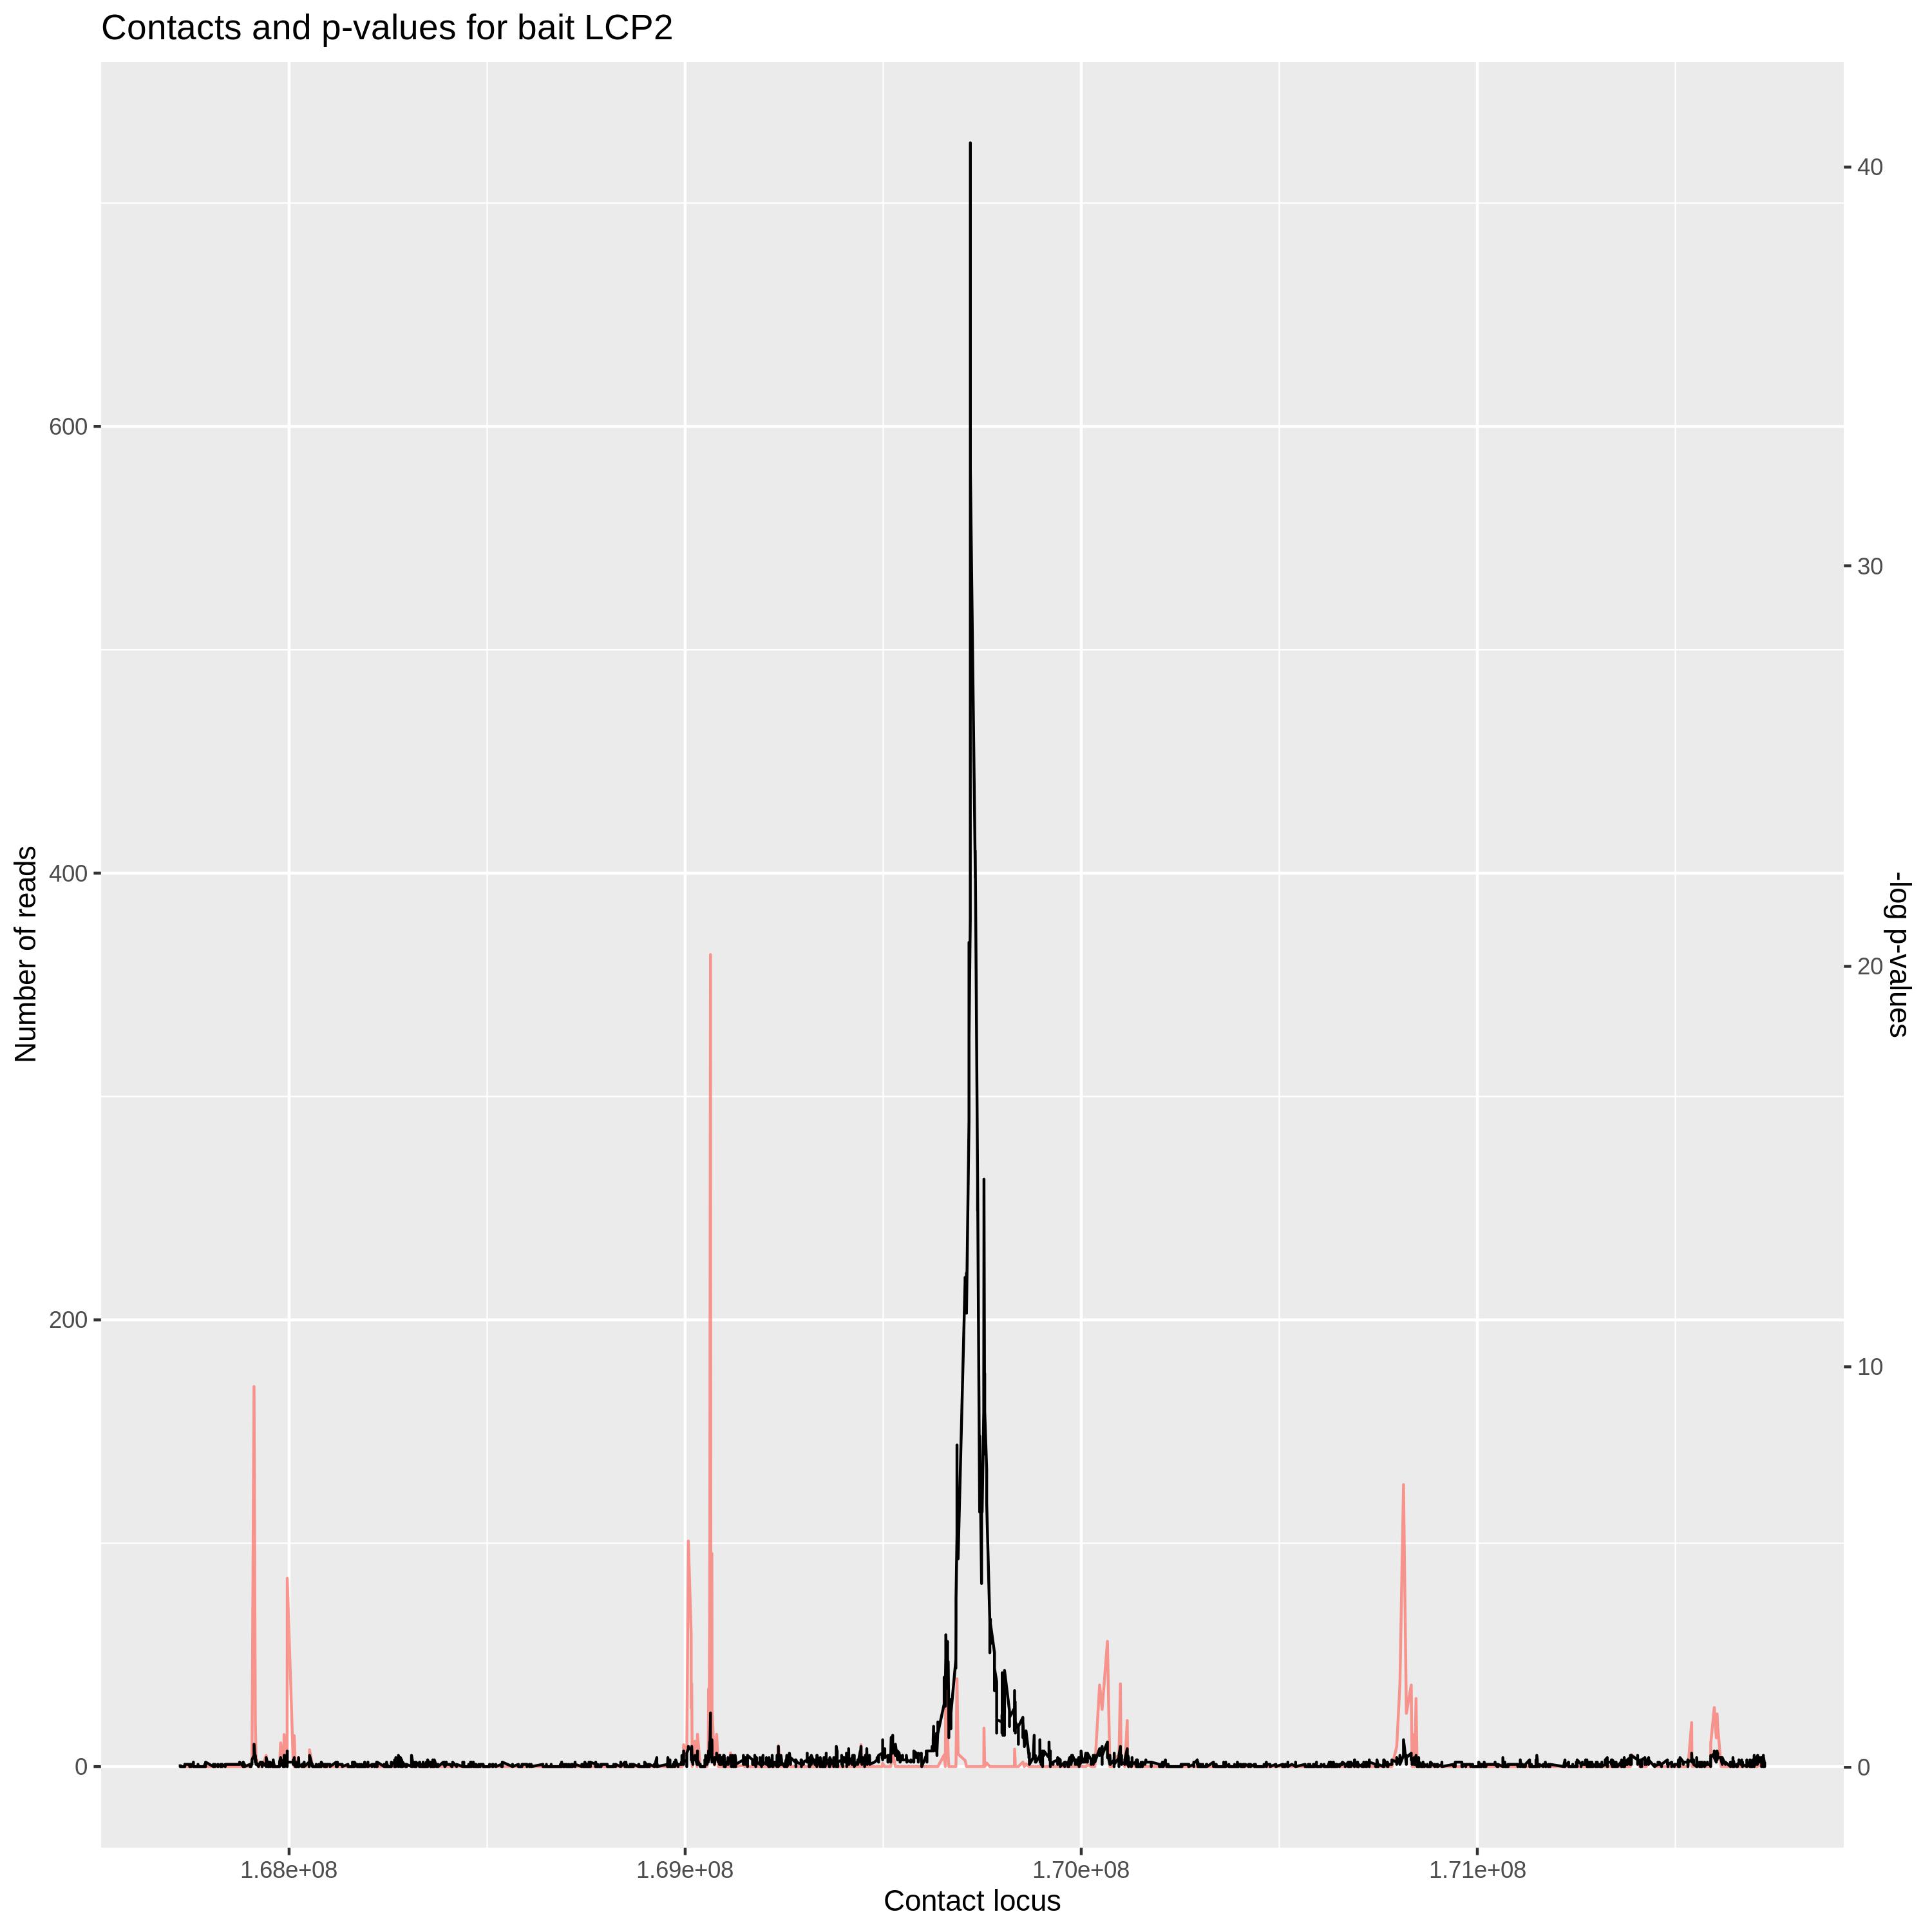 Contacts and p-values for bait LCP2
Number of reads
600
400
200
0
40
30
20
10
0
-log p-values
1.68e+08
1.69e+08
1.70e+08
1.71e+08
Contact locus